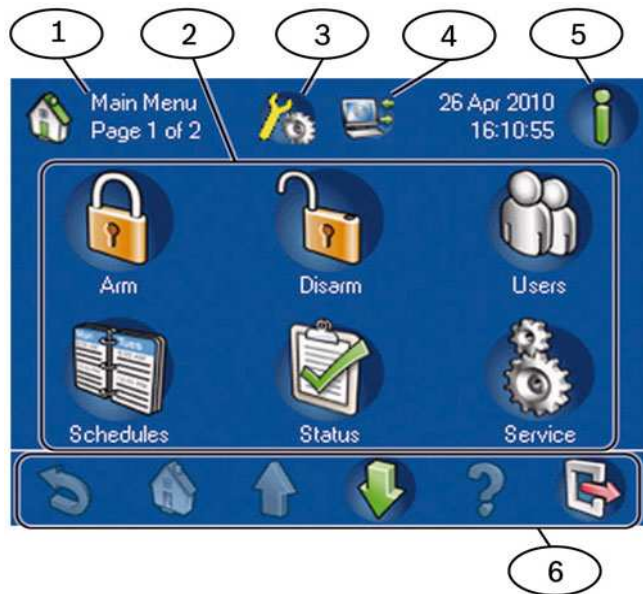 1 2 3 4 5
Main Menu
Page 1 of 2
26 Apr 2010
16:10:55
Arm Disarm Users
Schedules Status Service
6